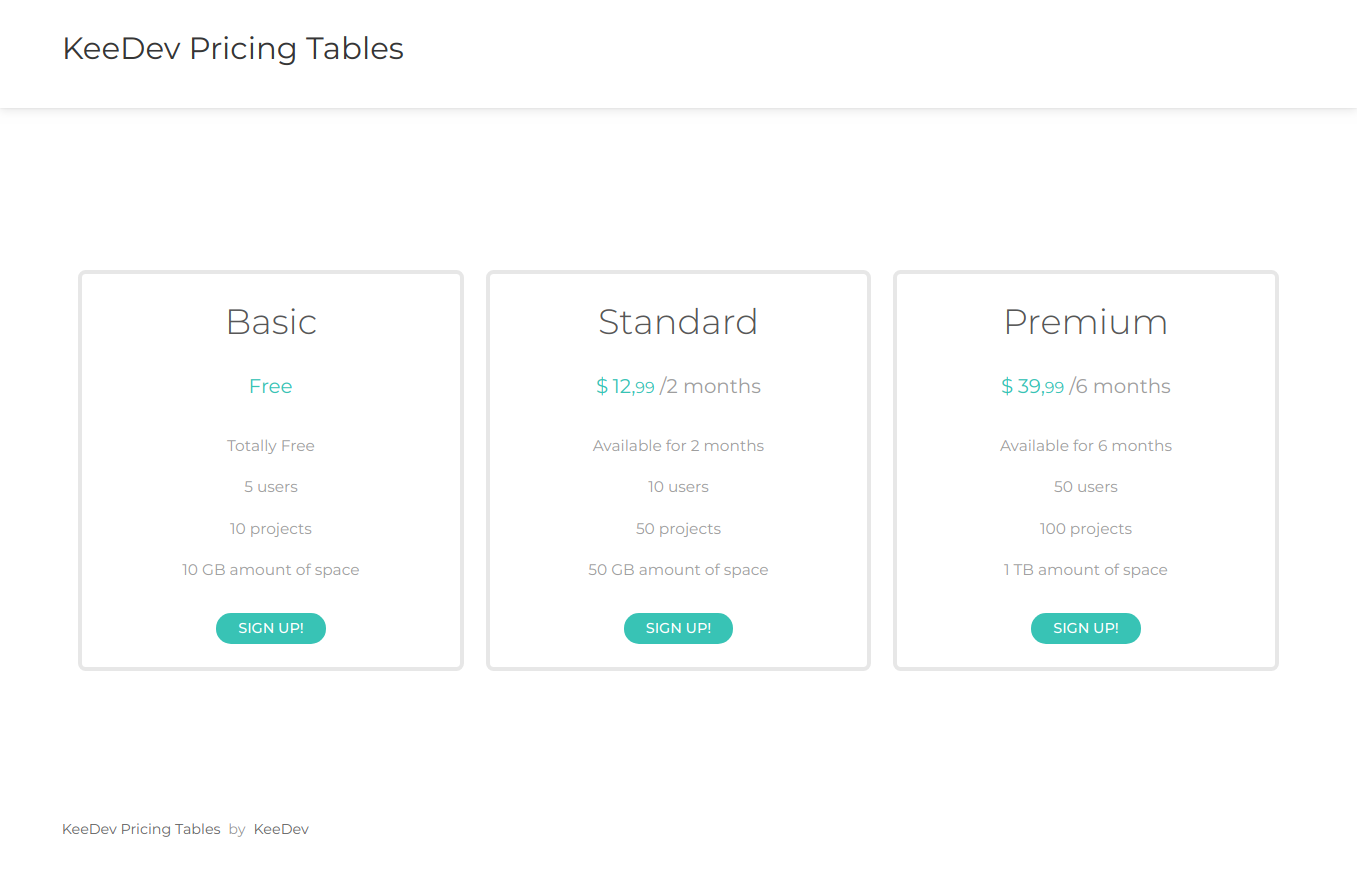 KeeDev Pricing Tables
Basic
Free
Totally Free
5 users
10 projects
10 GB amount of space
SIGN UP!
Standard
$ 12,99 /2 months
Available for 2 months
10 users
50 projects
50 GB amount of space
SIGN UP!
Premium
$ 39,99 /6 months
Available for 6 months
50 users
100 projects
1 TB amount of space
SIGN UP!
KeeDev Pricing Tables by KeeDev